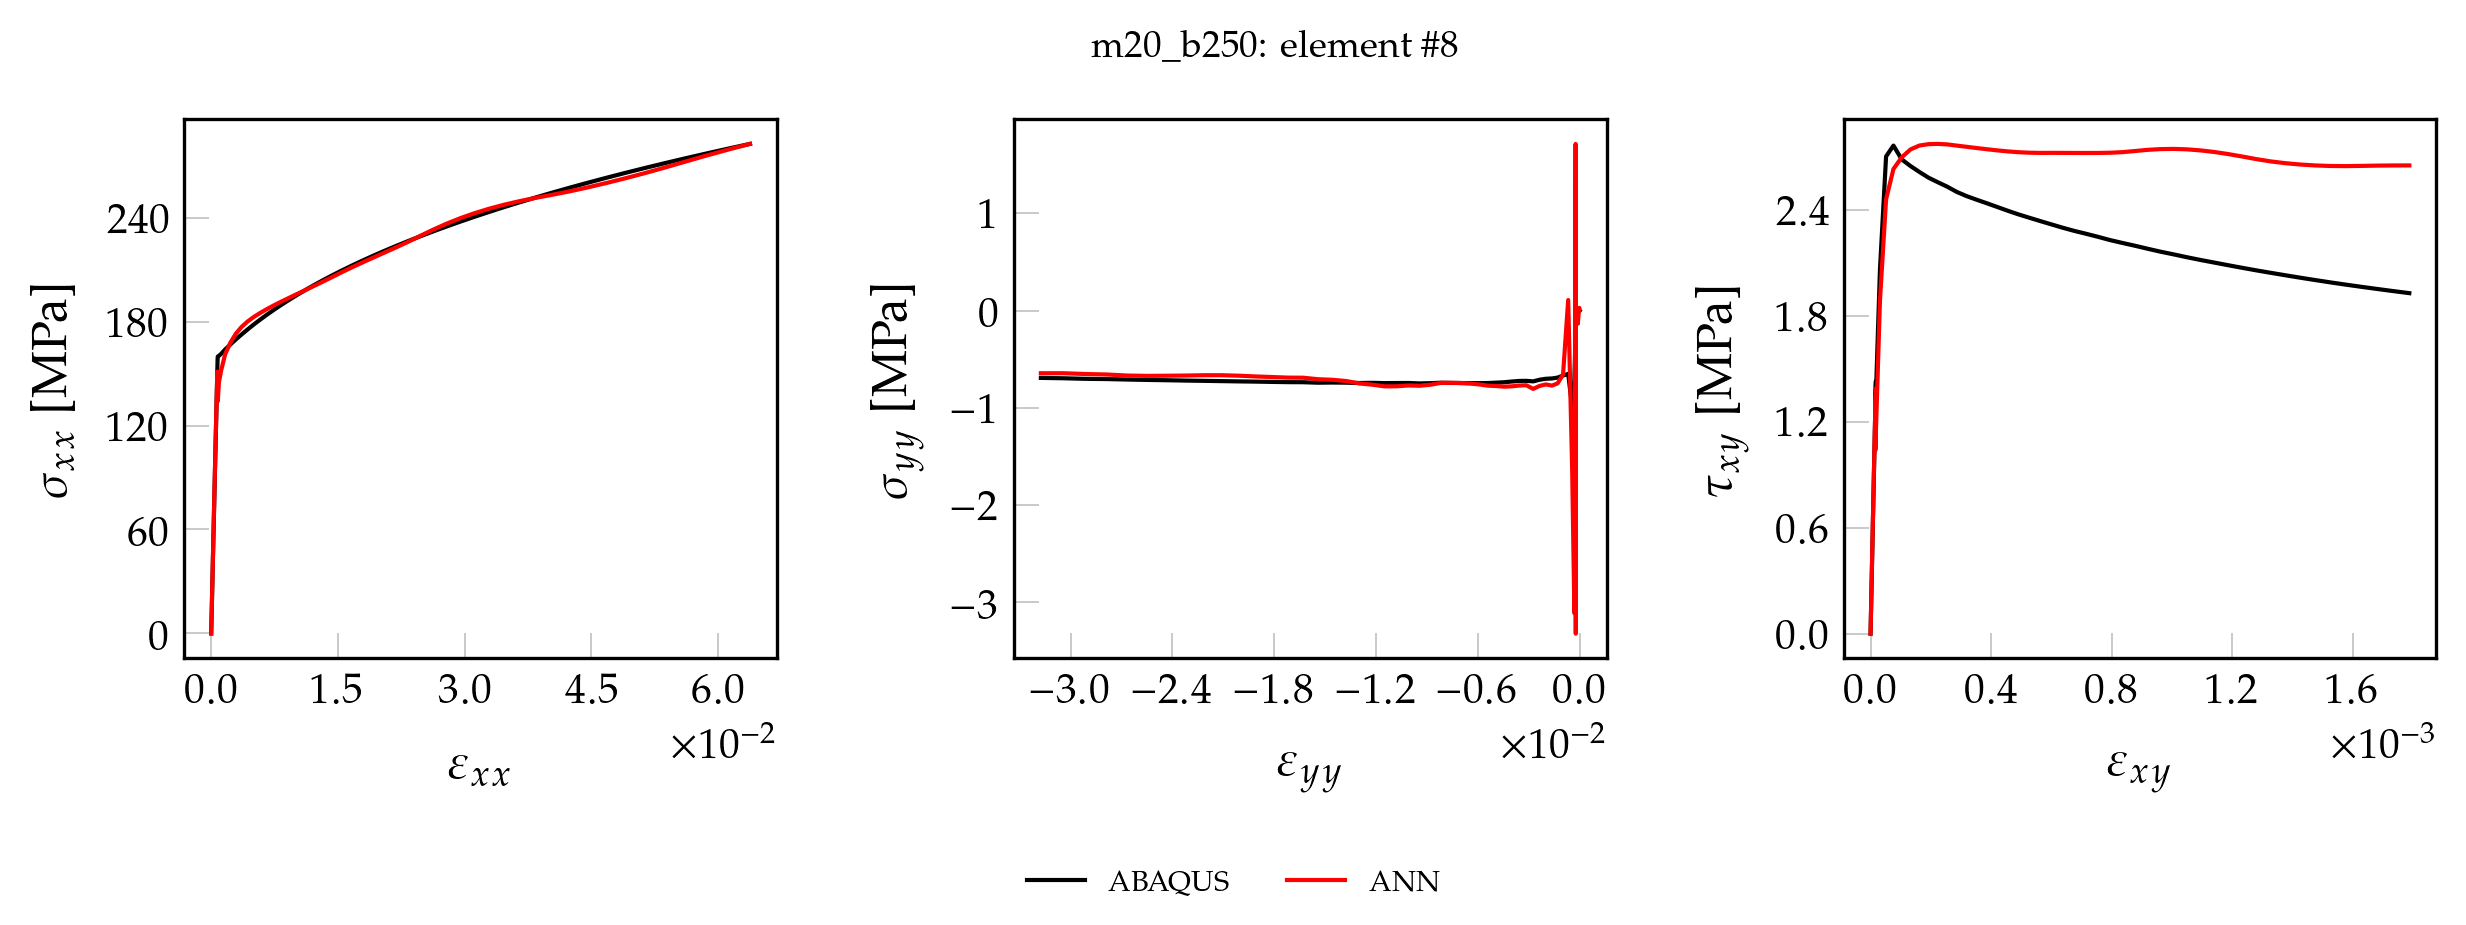 m20_b250: element #8
σxx [MPa]
240
180
120
60
0
0.0 1.5 3.0 4.5 6.0
×10−2
εxx
σyy [MPa]
1
0
−1
−2
−3
−3.0 −2.4 −1.8 −1.2 −0.6 0.0
×10−2
εyy
τxy [MPa]
2.4
1.8
1.2
0.6
0.0
0.0 0.4 0.8 1.2 1.6
×10−3
εxy
ABAQUS ANN